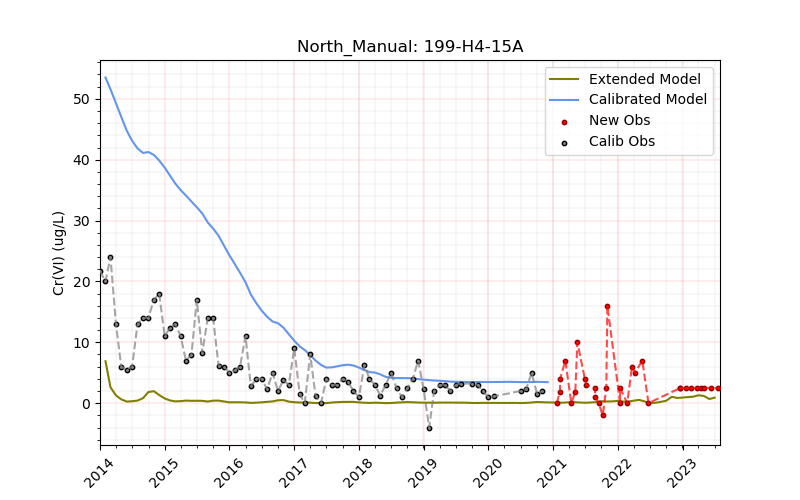 North_Manual: 199-H4-15A
Extended Model
Calibrated Model
New Obs
Calib Obs
Cr(VI) (ug/L)
50
40
30
20
10
0
2014 2015 2016 2017 2018 2019 2020 2021 2022 2023